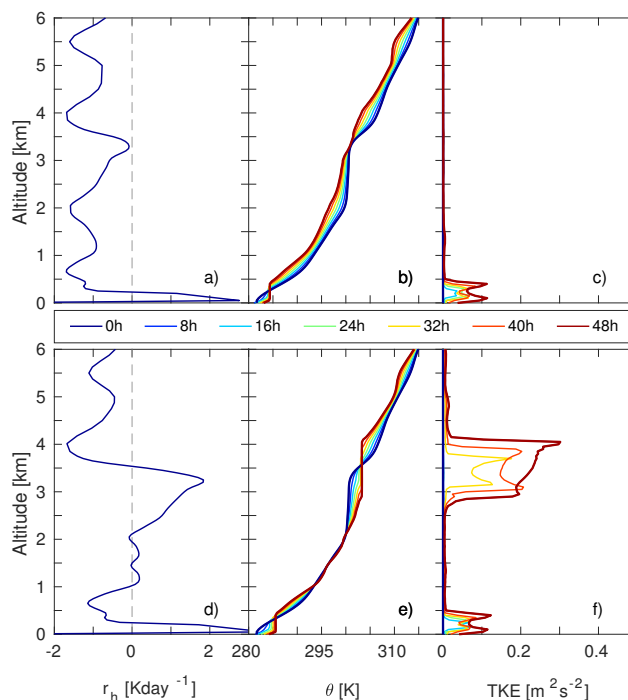 6
5
4
3
2
1
0
Altitude [km]
a)
b)
c)
0h 8h 16h 24h 32h 40h 48h
6
5
4
3
2
1
0
Altitude [km]
d)
e)
f)
-2 0 2 280 295 310 0 0.2 0.4
r_h [Kday^-1]
θ [K]
TKE [m^2s^-2]